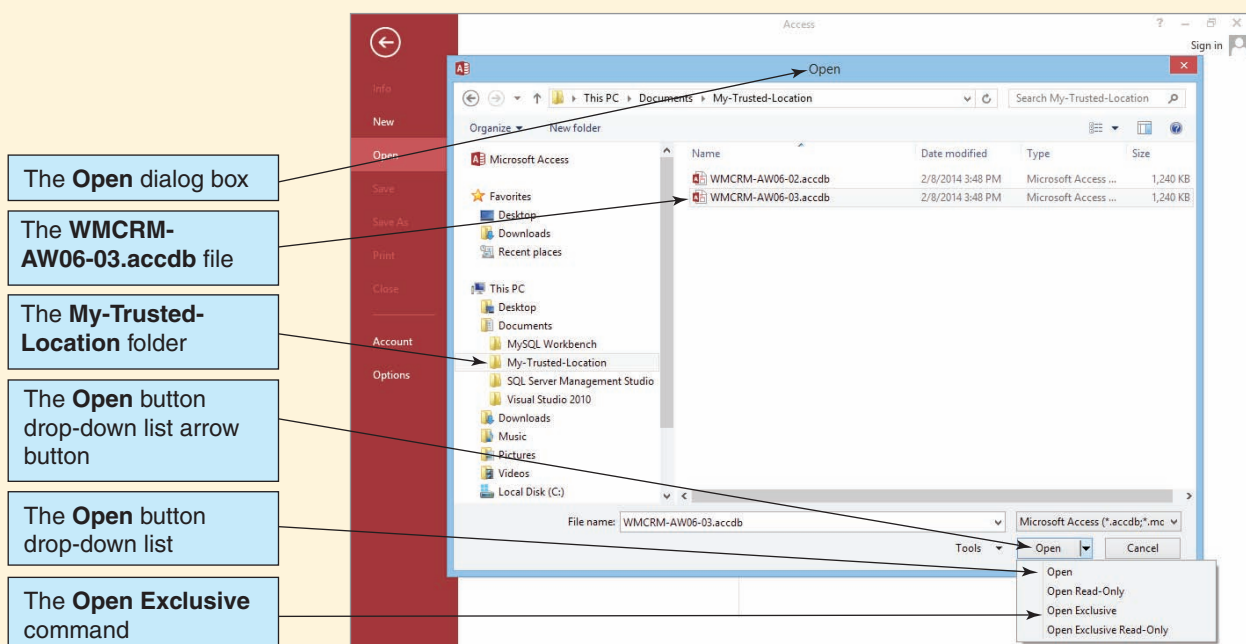 Access
? – X
Sign in
Info
New
Open
Save
Save As
Print
Close
Account
Options
Open
This PC ▸ Documents ▸ My-Trusted-Location
Search My-Trusted-Location
Organize
New folder
Microsoft Access
Favorites
Desktop
Downloads
Recent places
This PC
Desktop
Documents
MySQL Workbench
My-Trusted-Location
SQL Server Management Studio
Visual Studio 2010
Downloads
Music
Pictures
Videos
Local Disk (C:)
Name Date modified Type Size
WMCRM-AW06-02.accdb 2/8/2014 3:48 PM Microsoft Access ... 1,240 KB
WMCRM-AW06-03.accdb 2/8/2014 3:48 PM Microsoft Access ... 1,240 KB
File name: WMCRM-AW06-03.accdb
Microsoft Access (*.accdb;*.mc
Tools
Open
Cancel
Open
Open Read-Only
Open Exclusive
Open Exclusive Read-Only
The Open dialog box
The WMCRM-
AW06-03.accdb file
The My-Trusted-
Location folder
The Open button
drop-down list arrow
button
The Open button
drop-down list
The Open Exclusive
command